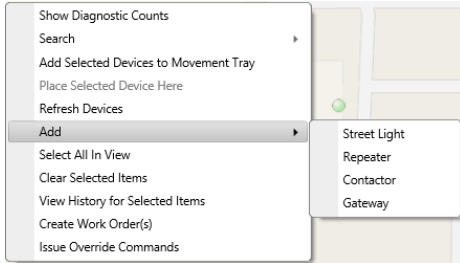 Show Diagnostic Counts
Search
Add Selected Devices to Movement Tray
Place Selected Device Here
Refresh Devices
Add
Select All In View
Clear Selected Items
View History for Selected Items
Create Work Order(s)
Issue Override Commands
Street Light
Repeater
Contactor
Gateway